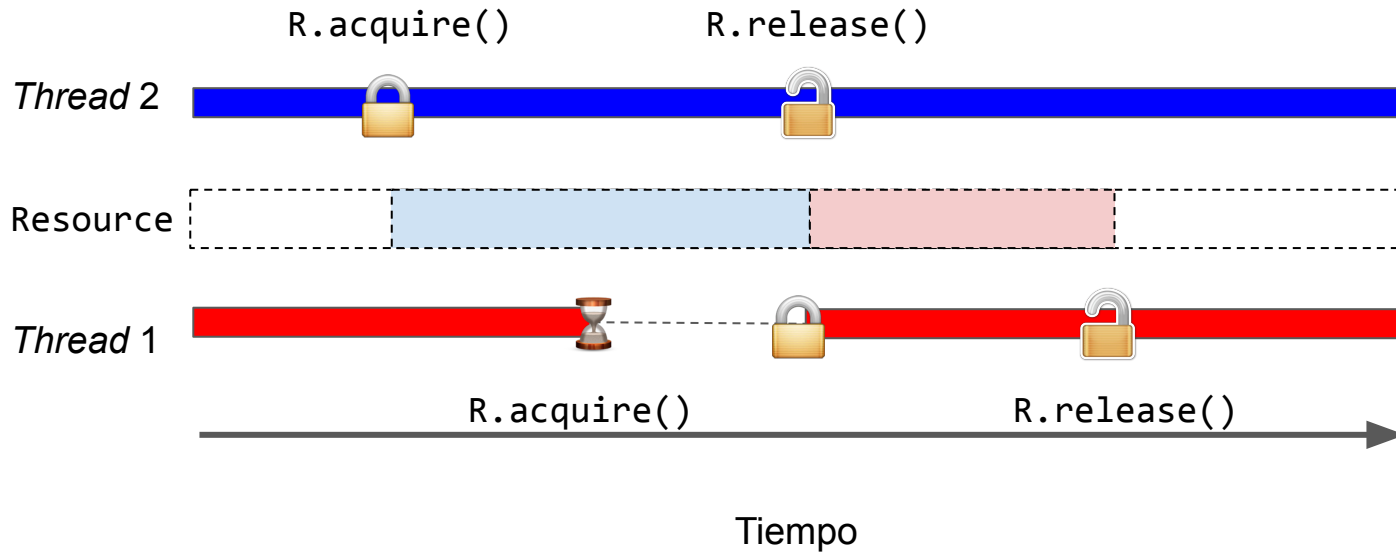 R.acquire() R.release()
Thread 2
Resource
Thread 1
R.acquire() R.release()
Tiempo